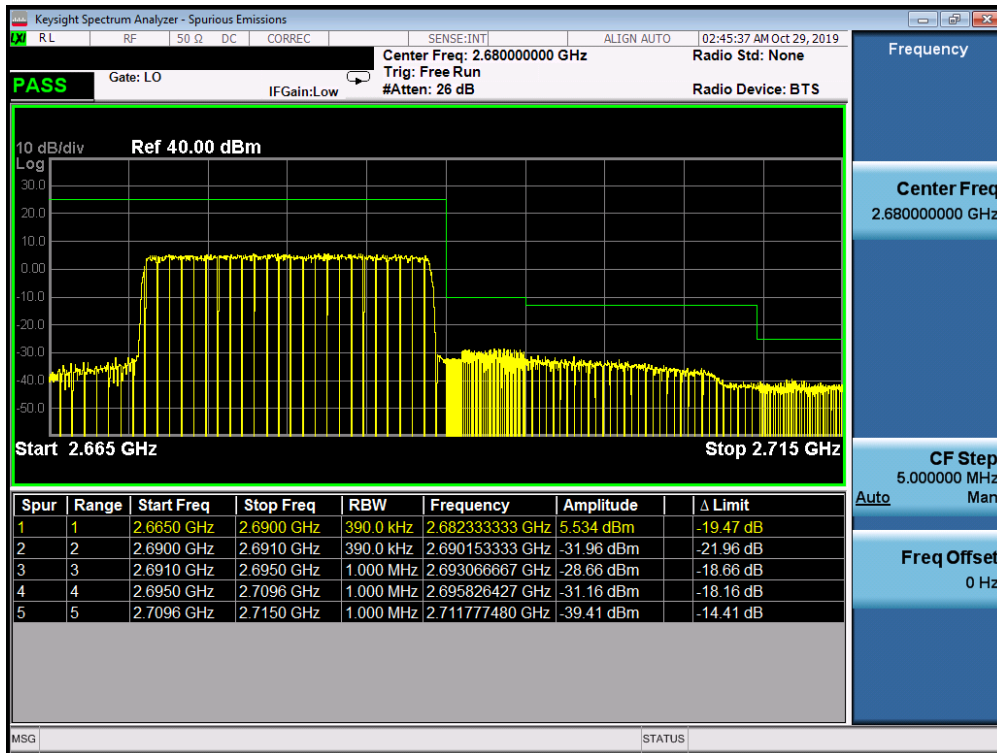 Keysight Spectrum Analyzer - Spurious Emissions
LXI RL RF 50 Ω DC CORREC SENSE:INT ALIGN AUTO 02:45:37 AM Oct 29, 2019
Center Freq: 2.680000000 GHz Radio Std: None
Trig: Free Run
PASS Gate: LO IFGain:Low #Atten: 26 dB Radio Device: BTS
10 dB/div Ref 40.00 dBm
Log
30.0
20.0
10.0
0.00
-10.0
-20.0
-30.0
-40.0
-50.0
Start 2.665 GHz Stop 2.715 GHz
Spur Range Start Freq Stop Freq RBW Frequency Amplitude Δ Limit
1 1 2.6650 GHz 2.6900 GHz 390.0 kHz 2.682333333 GHz 5.534 dBm -19.47 dB
2 2 2.6900 GHz 2.6910 GHz 390.0 kHz 2.690153333 GHz -31.96 dBm -21.96 dB
3 3 2.6910 GHz 2.6950 GHz 1.000 MHz 2.693066667 GHz -28.66 dBm -18.66 dB
4 4 2.6950 GHz 2.7096 GHz 1.000 MHz 2.695826427 GHz -31.16 dBm -18.16 dB
5 5 2.7096 GHz 2.7150 GHz 1.000 MHz 2.711777480 GHz -39.41 dBm -14.41 dB
MSG STATUS
Frequency
Center Freq
2.680000000 GHz
CF Step
5.000000 MHz
Auto Man
Freq Offset
0 Hz